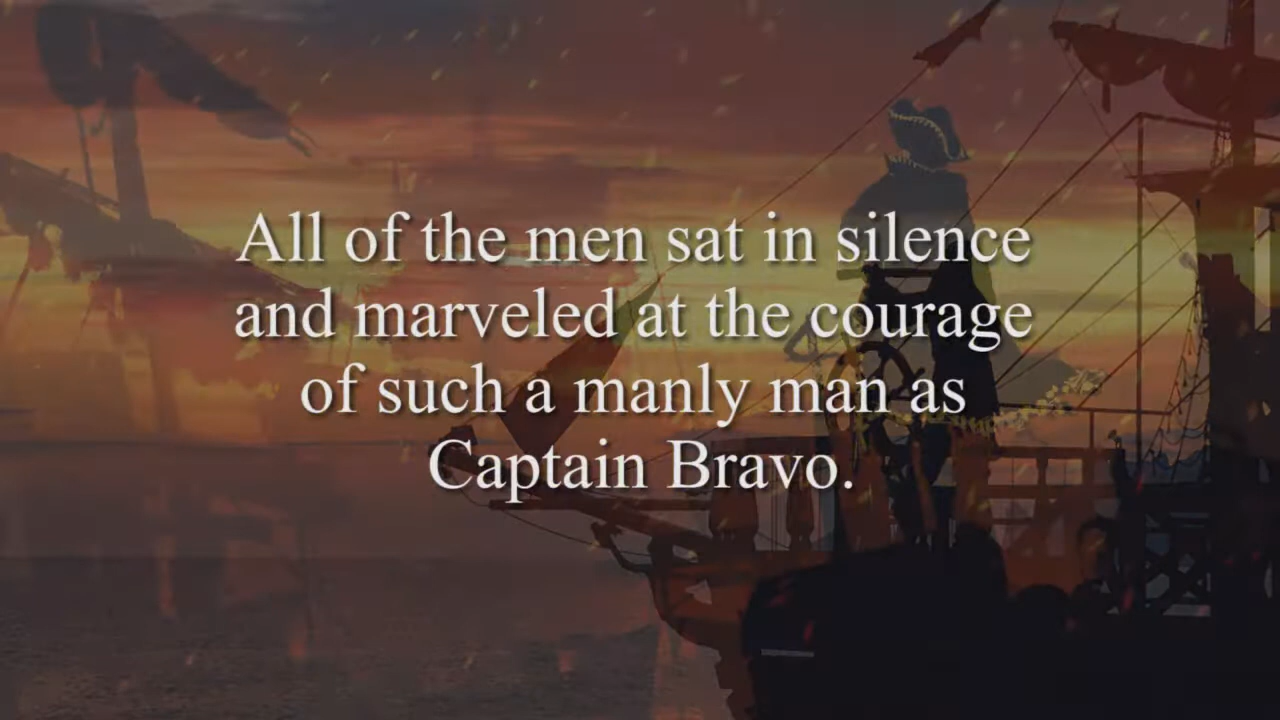 All of the men sat in silence
and marveled at the courage
of such a manly man as
Captain Bravo.